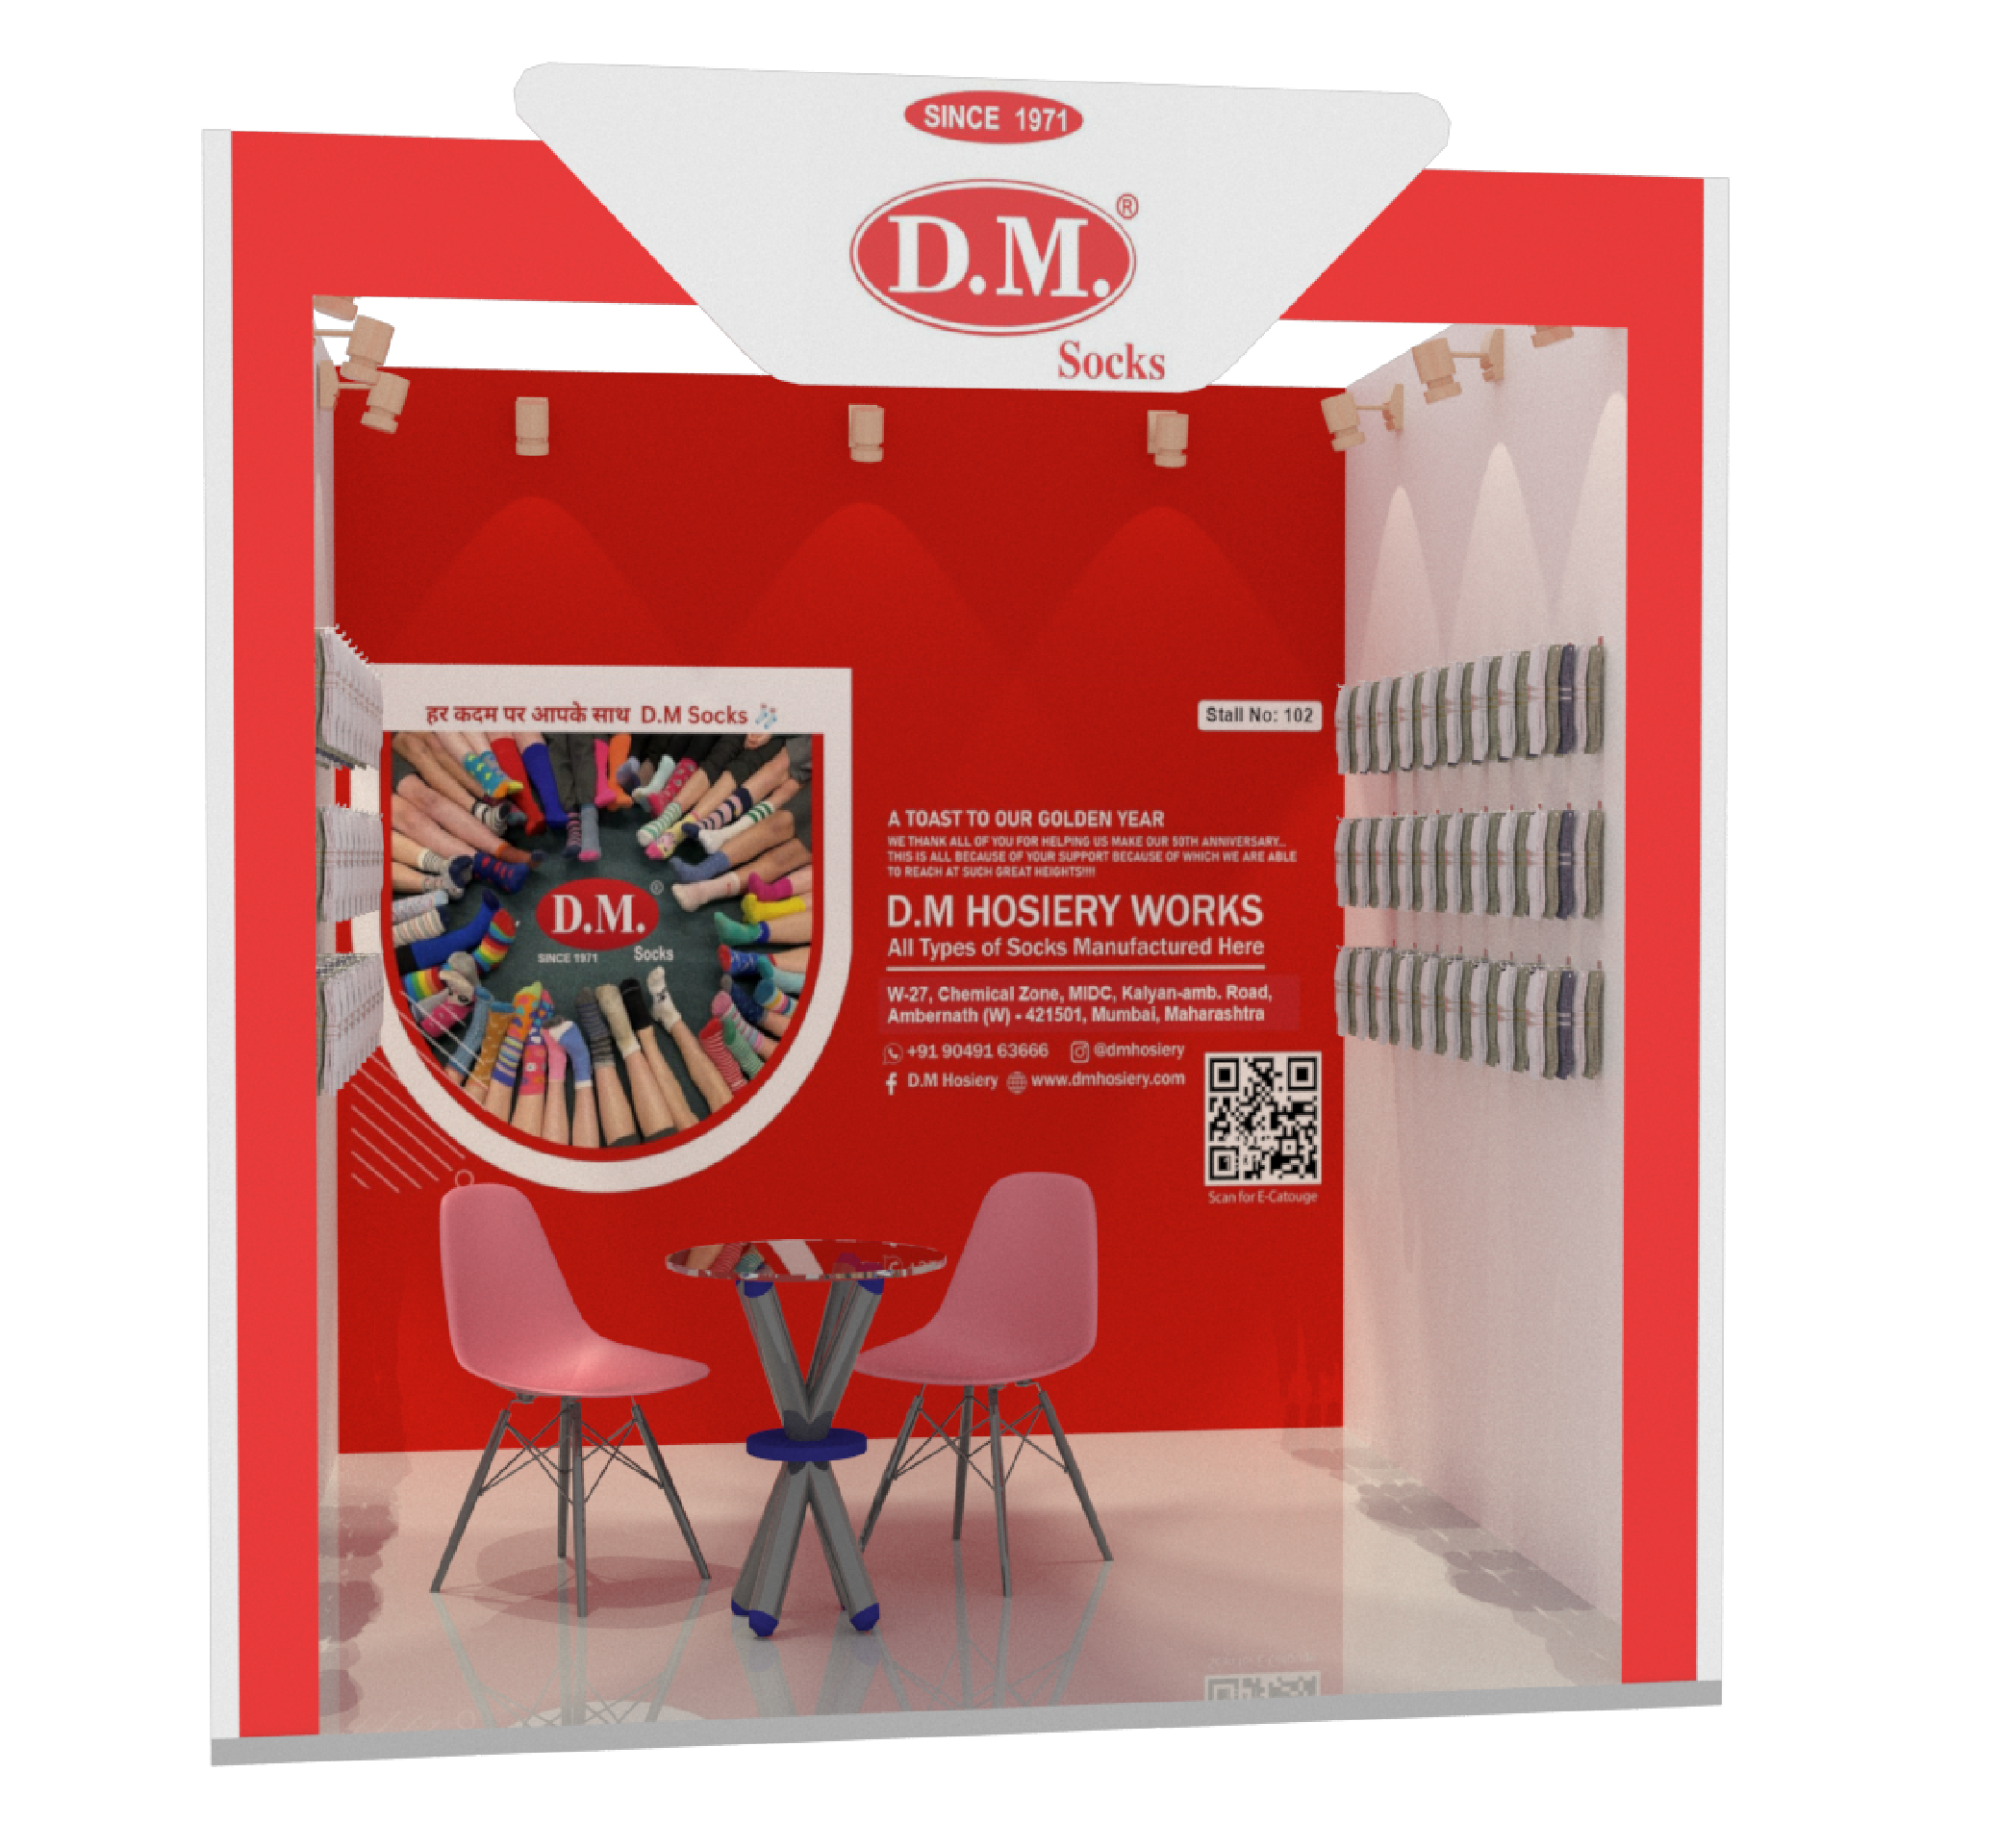 SINCE 1971
D.M.®
Socks
हर कदम पर आपके साथ D.M Socks
Stall No: 102
D.M.®
SINCE 1971 Socks
A TOAST TO OUR GOLDEN YEAR
WE THANK ALL OF YOU FOR HELPING US MAKE OUR 50TH ANNIVERSARY...
THIS IS ALL BECAUSE OF YOUR SUPPORT BECAUSE OF WHICH WE ARE ABLE
TO REACH AT SUCH GREAT HEIGHTS!!!!
D.M HOSIERY WORKS
All Types of Socks Manufactured Here
W-27, Chemical Zone, MIDC, Kalyan-amb. Road,
Ambernath (W) - 421501, Mumbai, Maharashtra
+91 90491 63666 @dmhosiery
D.M Hosiery www.dmhosiery.com
Scan for E-Catouge